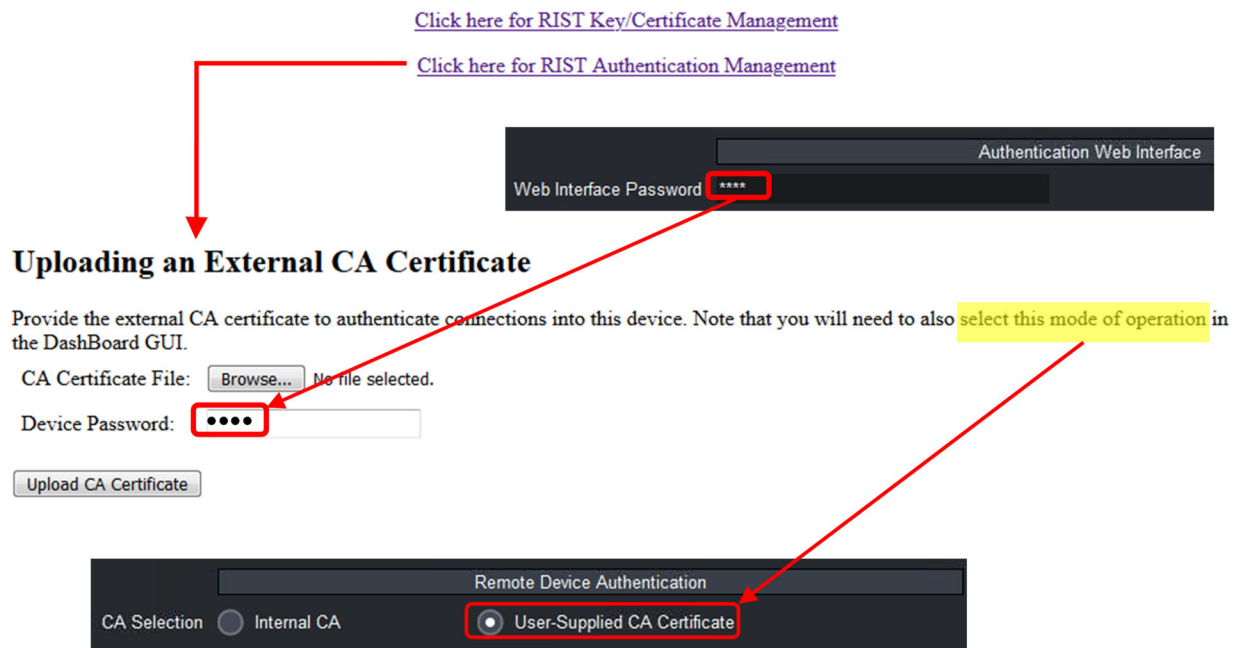 Click here for RIST Key/Certificate Management
Click here for RIST Authentication Management
Authentication Web Interface
Web Interface Password ****
Uploading an External CA Certificate
Provide the external CA certificate to authenticate connections into this device. Note that you will need to also select this mode of operation in
the DashBoard GUI.
CA Certificate File: Browse... No file selected.
Device Password: ••••
Upload CA Certificate
Remote Device Authentication
CA Selection Internal CA User-Supplied CA Certificate